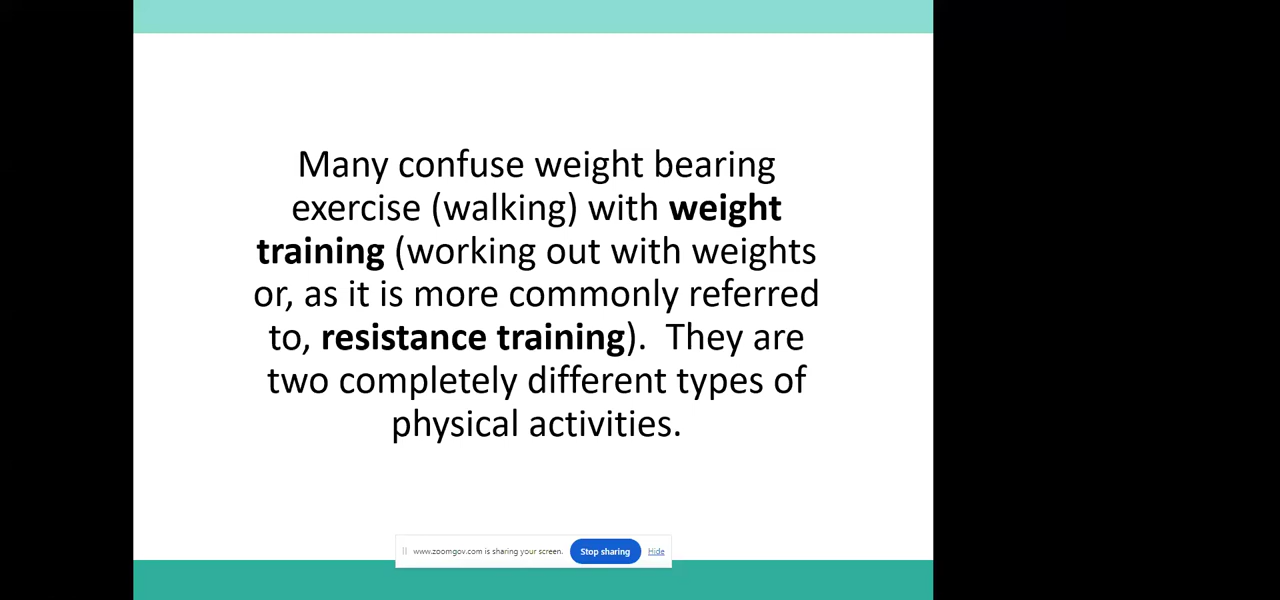 Many confuse weight bearing
exercise (walking) with weight
training (working out with weights
or, as it is more commonly referred
to, resistance training).  They are
two completely different types of
physical activities.
www.zoomgov.com is sharing your screen. Stop sharing Hide